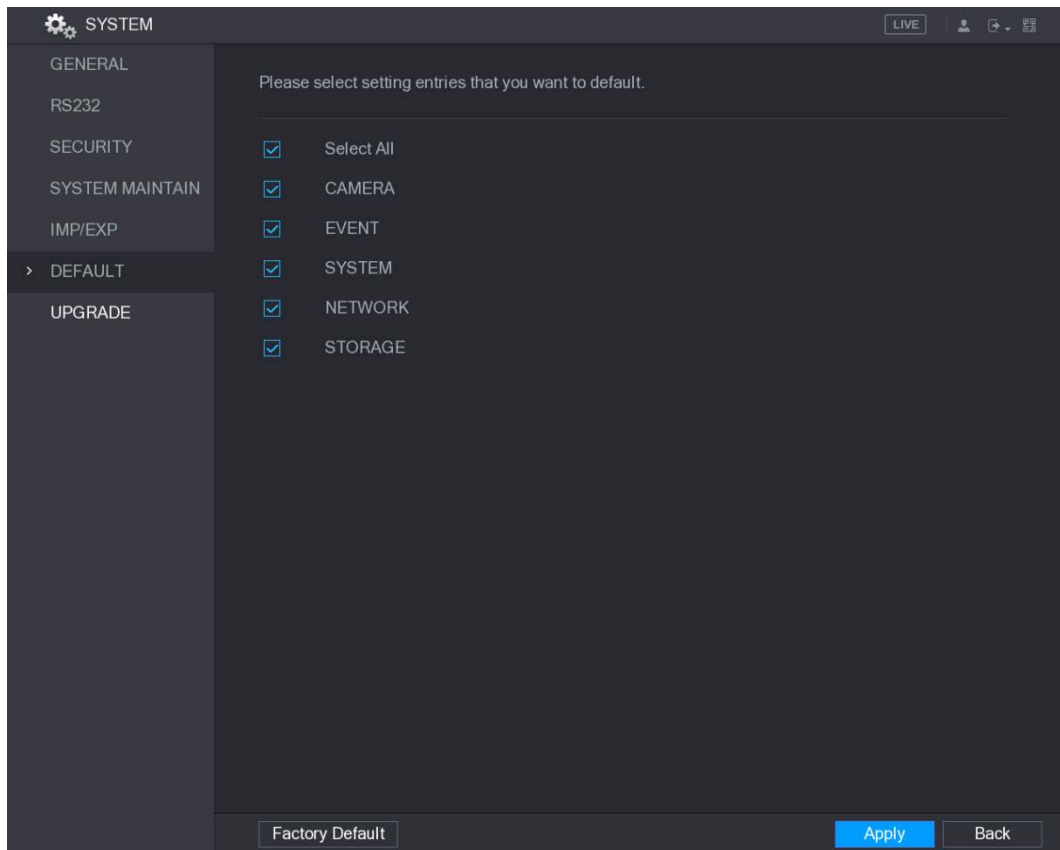 SYSTEM
LIVE
GENERAL
RS232
SECURITY
SYSTEM MAINTAIN
IMP/EXP
DEFAULT
UPGRADE
Please select setting entries that you want to default.
Select All
CAMERA
EVENT
SYSTEM
NETWORK
STORAGE
Factory Default
Apply
Back